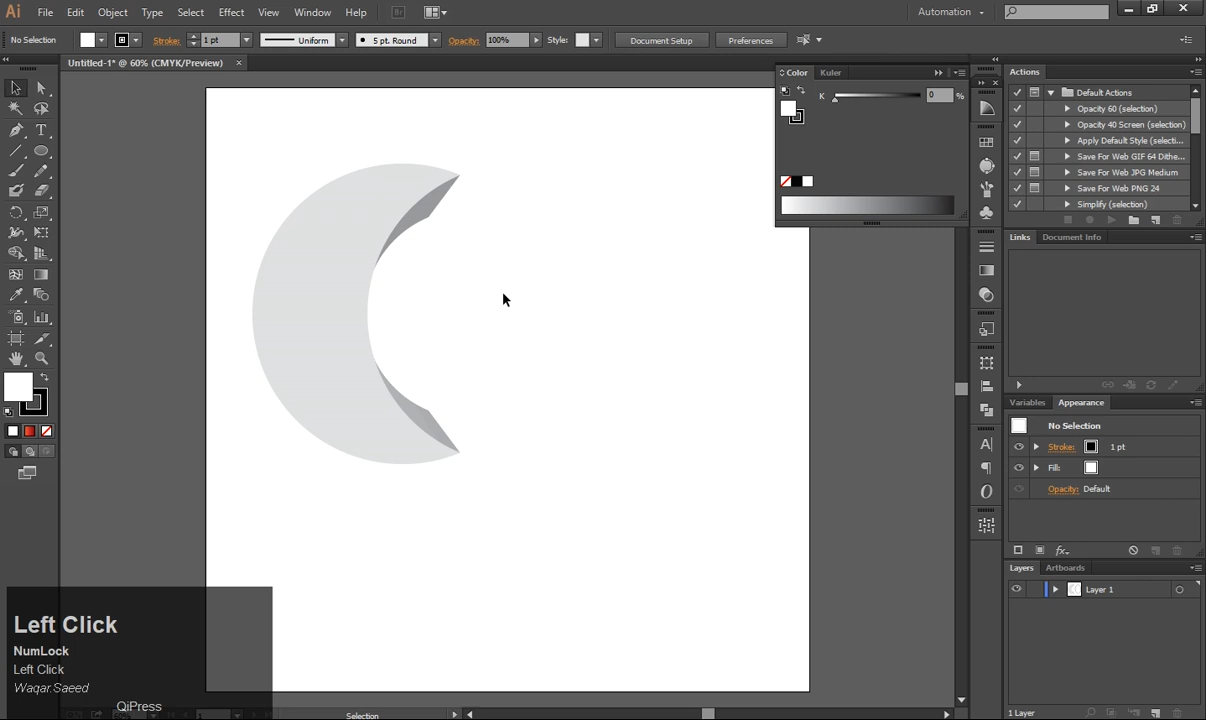 Ai File Edit Object Type Select Effect View Window Help Br Automation
No Selection Stroke: 1 pt Uniform 5 pt. Round Opacity: 100% Style: Document Setup Preferences
Untitled-1* @ 60% (CMYK/Preview) ×
Color Kuler
K 0 %
Actions
Default Actions
Opacity 60 (selection)
Opacity 40 Screen (selection)
Apply Default Style (selecti...
Save For Web GIF 64 Dithe...
Save For Web JPG Medium
Save For Web PNG 24
Simplify (selection)
Links Document Info
Variables Appearance
No Selection
Stroke: 1 pt
Fill:
Opacity: Default
fx
Layers Artboards
Layer 1
1 Layer
Left Click
NumLock
Left Click
Waqar.Saeed
QiPress
1
Selection